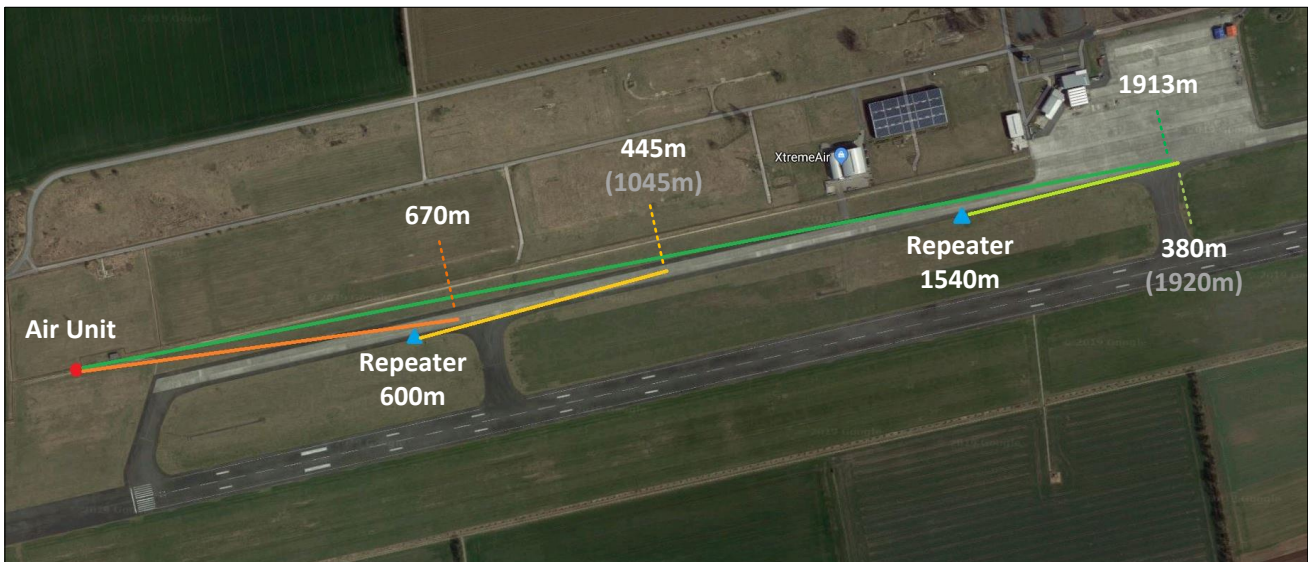 1913m
445m
(1045m)
XtremeAir
670m
Repeater
1540m
380m
(1920m)
Air Unit
Repeater
600m